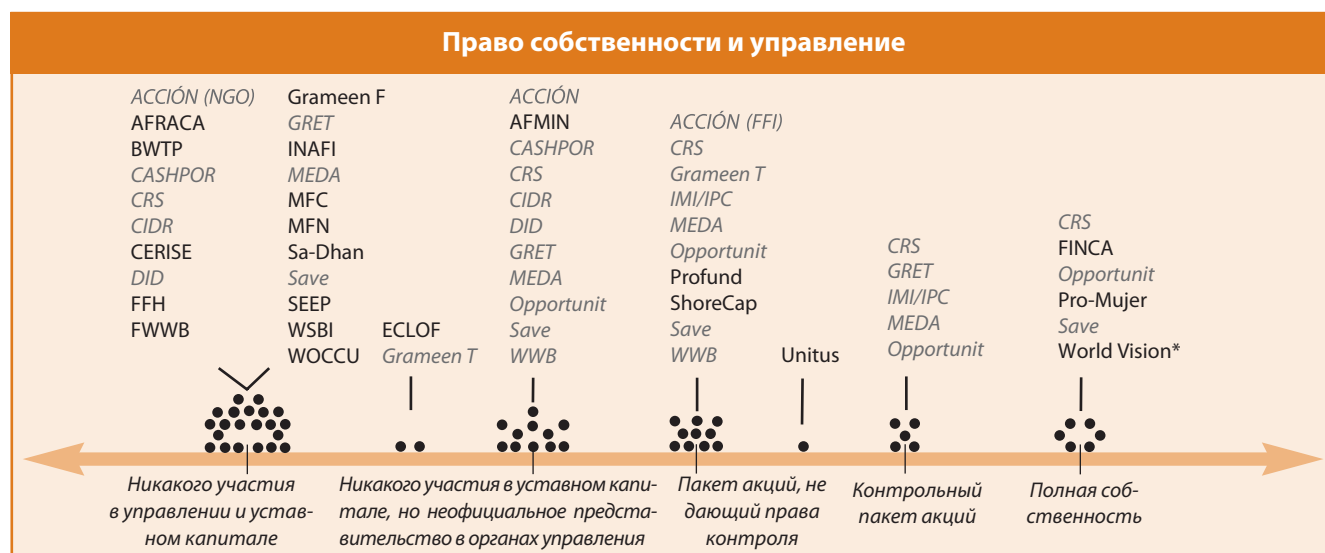 Право собственности и управление
ACCIÓN (NGO)
AFRACA
BWTP
CASHPOR
CRS
CIDR
CERISE
DID
FFH
FWWB
Grameen F
GRET
INAFI
MEDA
MFC
MFN
Sa-Dhan
Save
SEEP
WSBI
WOCCU
ECLOF
Grameen T
ACCIÓN
AFMIN
CASHPOR
CRS
CIDR
DID
GRET
MEDA
Opportunit
Save
WWB
ACCIÓN (FFI)
CRS
Grameen T
IMI/IPC
MEDA
Opportunit
Profund
ShoreCap
Save
WWB
Unitus
CRS
GRET
IMI/IPC
MEDA
Opportunit
CRS
FINCA
Opportunit
Pro-Mujer
Save
World Vision*
Никакого участия
в управлении и устав-
ном капитале
Никакого участия в уставном капи-
тале, но неофициальное предста-
вительство в органах управления
Пакет акций, не
дающий права
контроля
Контрольный
пакет акций
Полная соб-
ственность